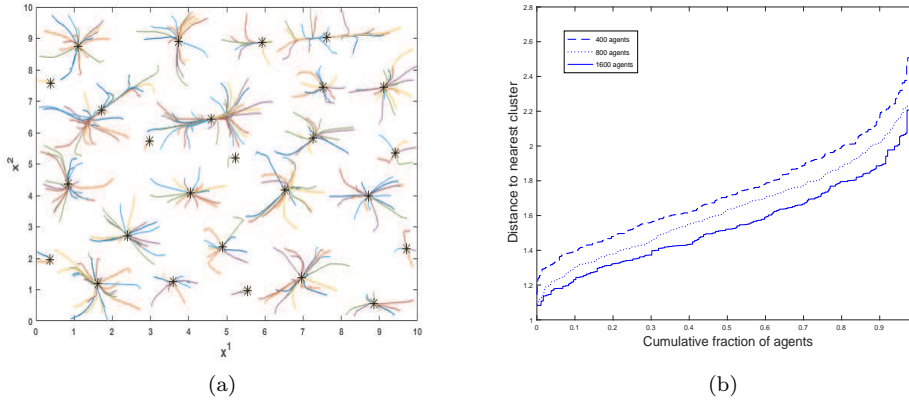 10
9
8
7
6
5
4
3
2
1
0
x2
0 1 2 3 4 5 6 7 8 9 10
x1
(a)
2.8
2.6
2.4
2.2
2
1.8
1.6
1.4
1.2
1
Distance to nearest cluster
400 agents
800 agents
1600 agents
0 0.1 0.2 0.3 0.4 0.5 0.6 0.7 0.8 0.9
Cumulative fraction of agents
(b)